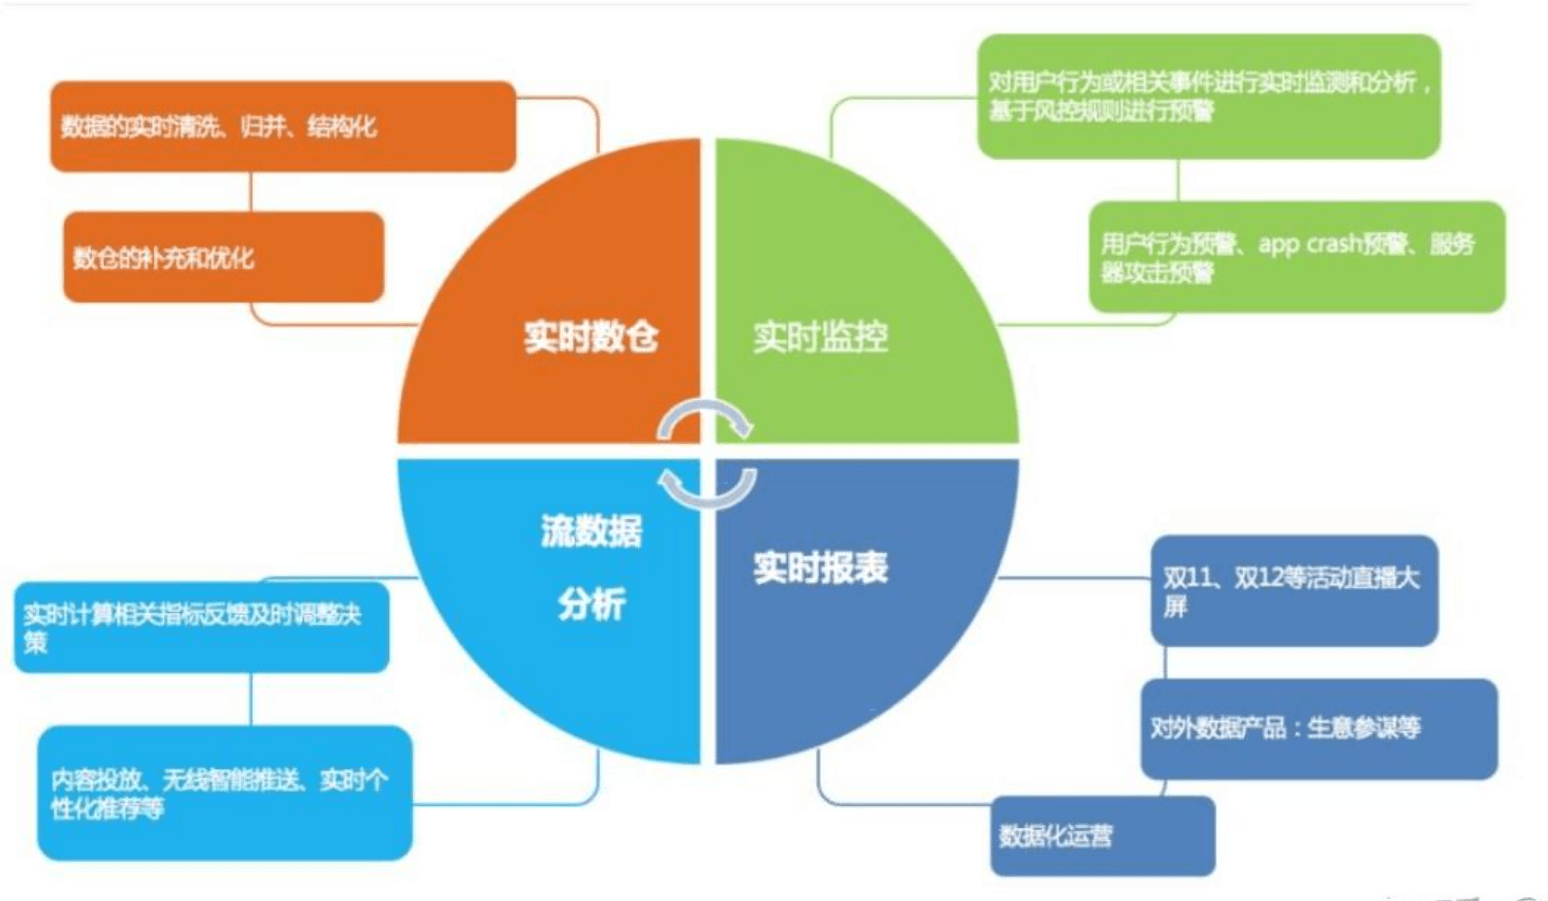 数据的实时清洗、归并、结构化
数仓的补充和优化
实时数仓
对用户行为或相关事件进行实时监测和分析，
基于风控规则进行预警
用户行为预警、app crash预警、服务
器攻击预警
实时监控
流数据
分析
实时计算相关指标反馈及时调整决
策
内容投放、无线智能推送、实时个
性化推荐等
实时报表
双11、双12等活动直播大
屏
对外数据产品：生意参谋等
数据化运营